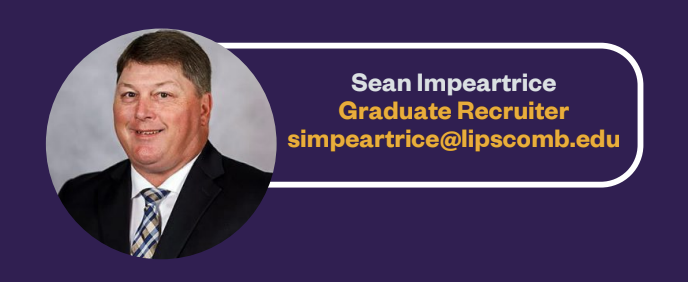 Sean Impeartrice
Graduate Recruiter
simpeartrice@lipscomb.edu